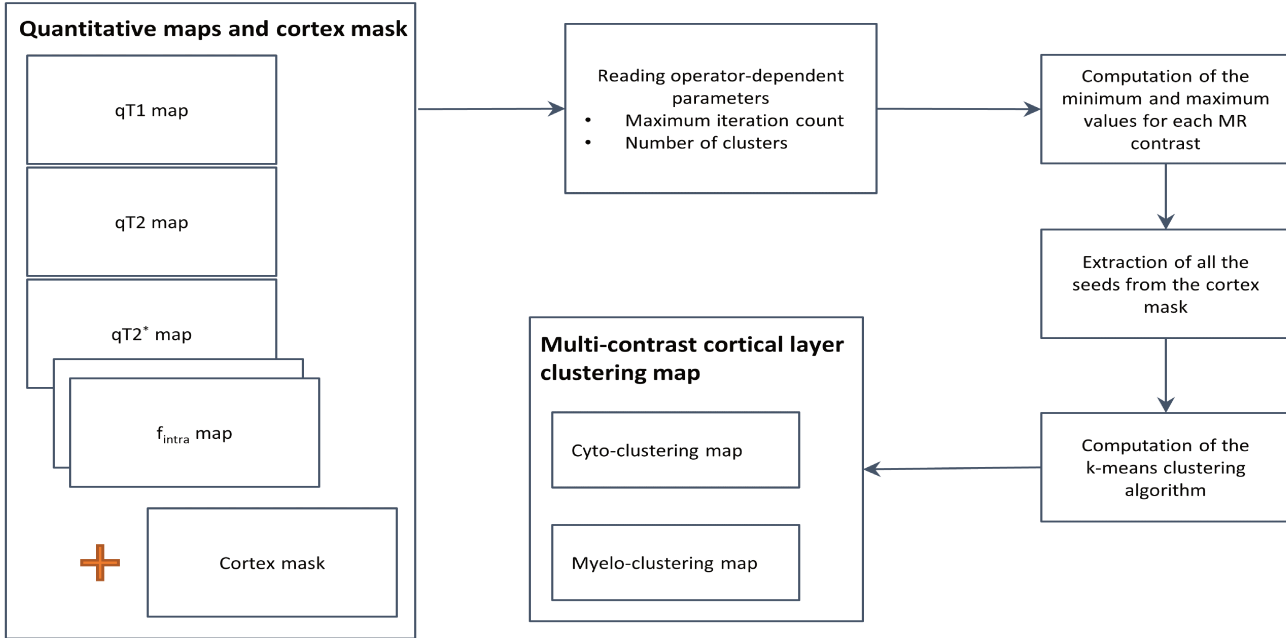 Quantitative maps and cortex mask
qT1 map
qT2 map
qT2* map
fintra map
Cortex mask
Reading operator-dependent
parameters
• Maximum iteration count
• Number of clusters
Computation of the
minimum and maximum
values for each MR
contrast
Extraction of all the
seeds from the cortex
mask
Computation of the
k-means clustering
algorithm
Multi-contrast cortical layer
clustering map
Cyto-clustering map
Myelo-clustering map